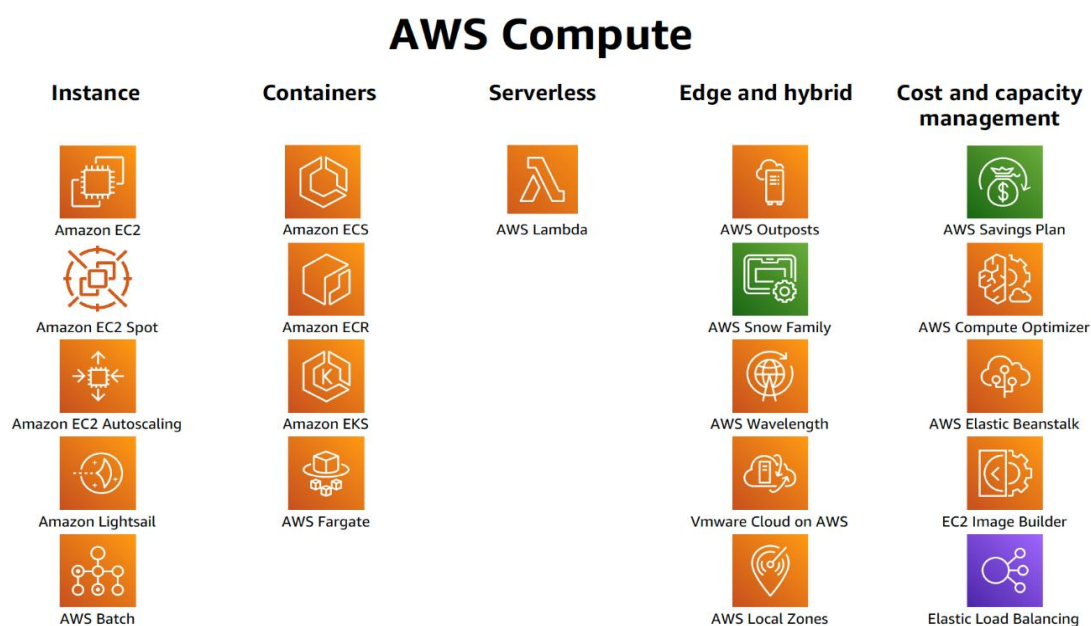 AWS Compute
Instance
Amazon EC2
Amazon EC2 Spot
Amazon EC2 Autoscaling
Amazon Lightsail
AWS Batch
Containers
Amazon ECS
Amazon ECR
K
Amazon EKS
AWS Fargate
Serverless
AWS Lambda
Edge and hybrid
AWS Outposts
AWS Snow Family
AWS Wavelength
Vmware Cloud on AWS
AWS Local Zones
Cost and capacity
management
$
AWS Savings Plan
AWS Compute Optimizer
AWS Elastic Beanstalk
EC2 Image Builder
Elastic Load Balancing